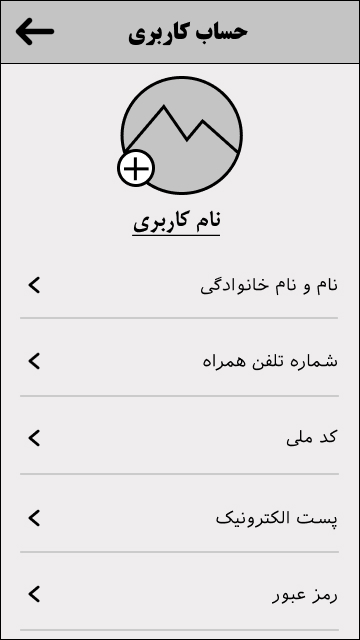 حساب کاربری
نام کاربری
نام و نام خانوادگی
شماره تلفن همراه
کد ملی
پست الکترونیک
رمز عبور